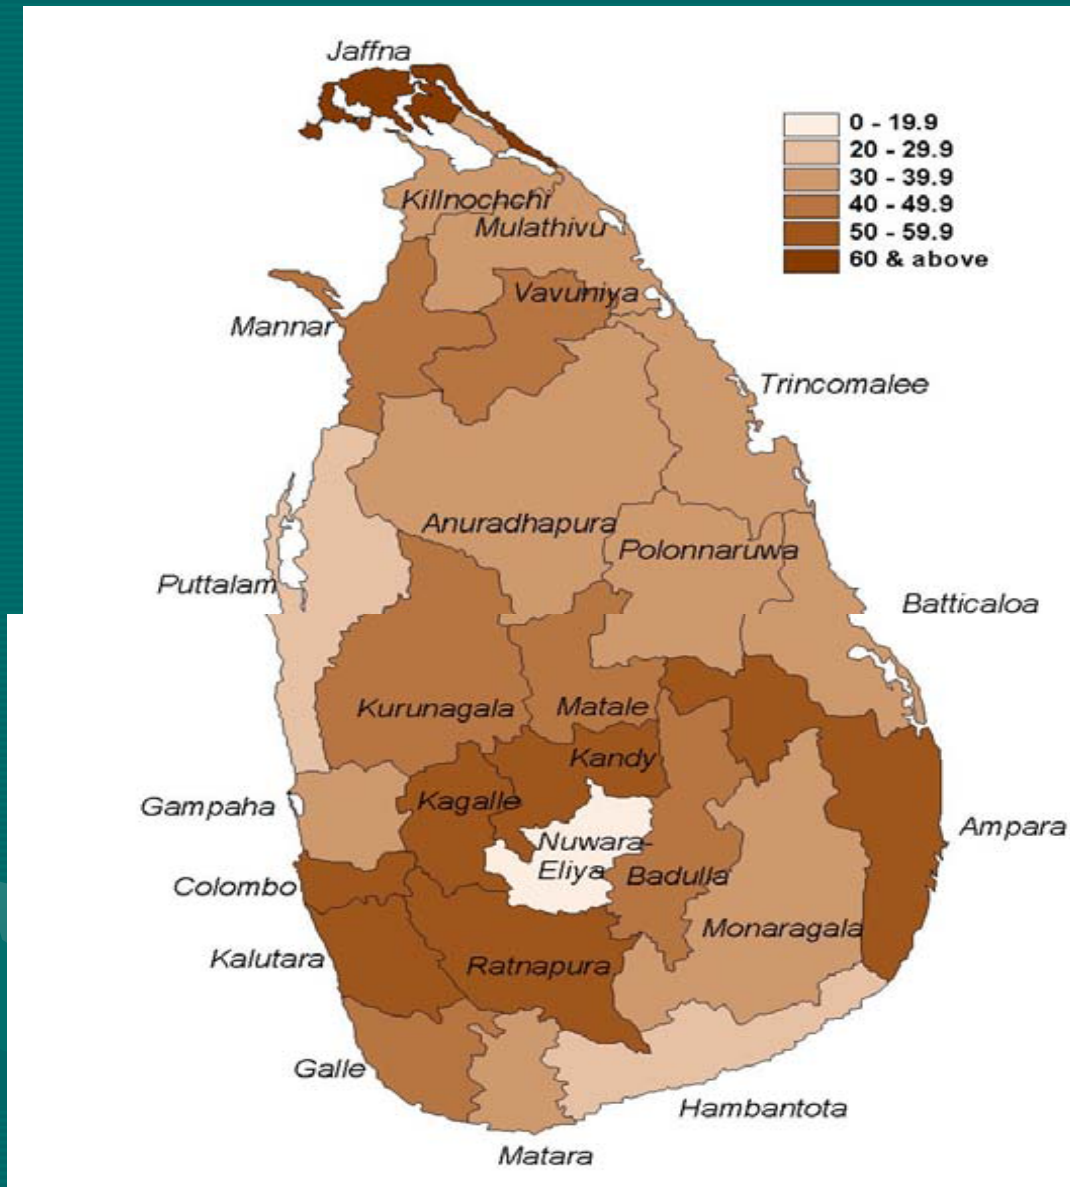 Jaffna
0 - 19.9
20 - 29.9
30 - 39.9
40 - 49.9
50 - 59.9
60 & above
Killnochchi
Mulathivu
Vavuniya
Mannar
Trincomalee
Anuradhapura
Polonnaruwa
Puttalam
Batticaloa
Kurunagala
Matale
Kandy
Gampaha
Kagalle
Ampara
Nuwara-
Eliya
Badulla
Colombo
Monaragala
Kalutara
Ratnapura
Galle
Hambantota
Matara